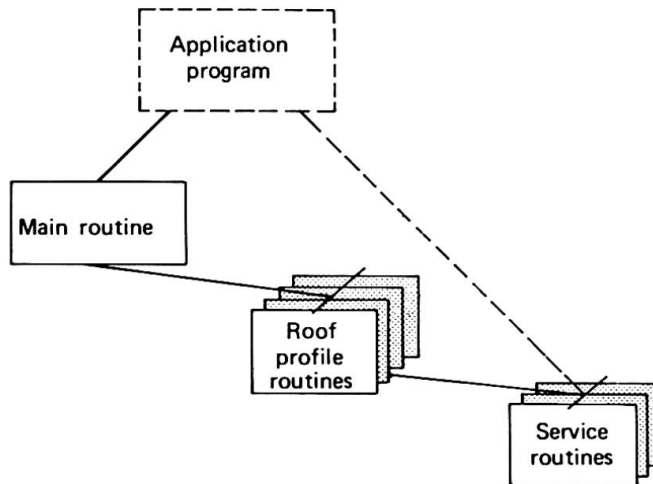 Application
program
Main routine
Roof
profile
routines
Service
routines